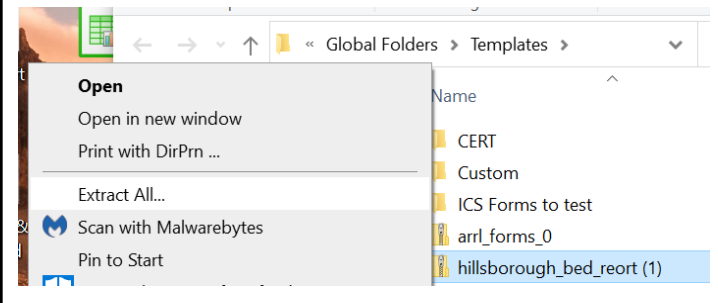 « Global Folders > Templates >
Open
Open in new window
Print with DirPrn ...
Extract All...
Scan with Malwarebytes
Pin to Start
Name
CERT
Custom
ICS Forms to test
arrl_forms_0
hillsborough_bed_reort (1)